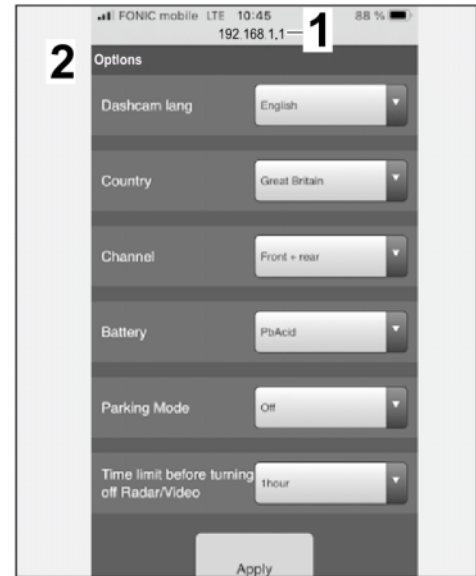 FONIC mobile LTE 10:45 88 %
192.168.1.1 1
2 Options
Dashcam lang English
Country Great Britain
Channel Front + rear
Battery PbAcid
Parking Mode Off
Time limit before turning
off Radar/Video 1hour
Apply